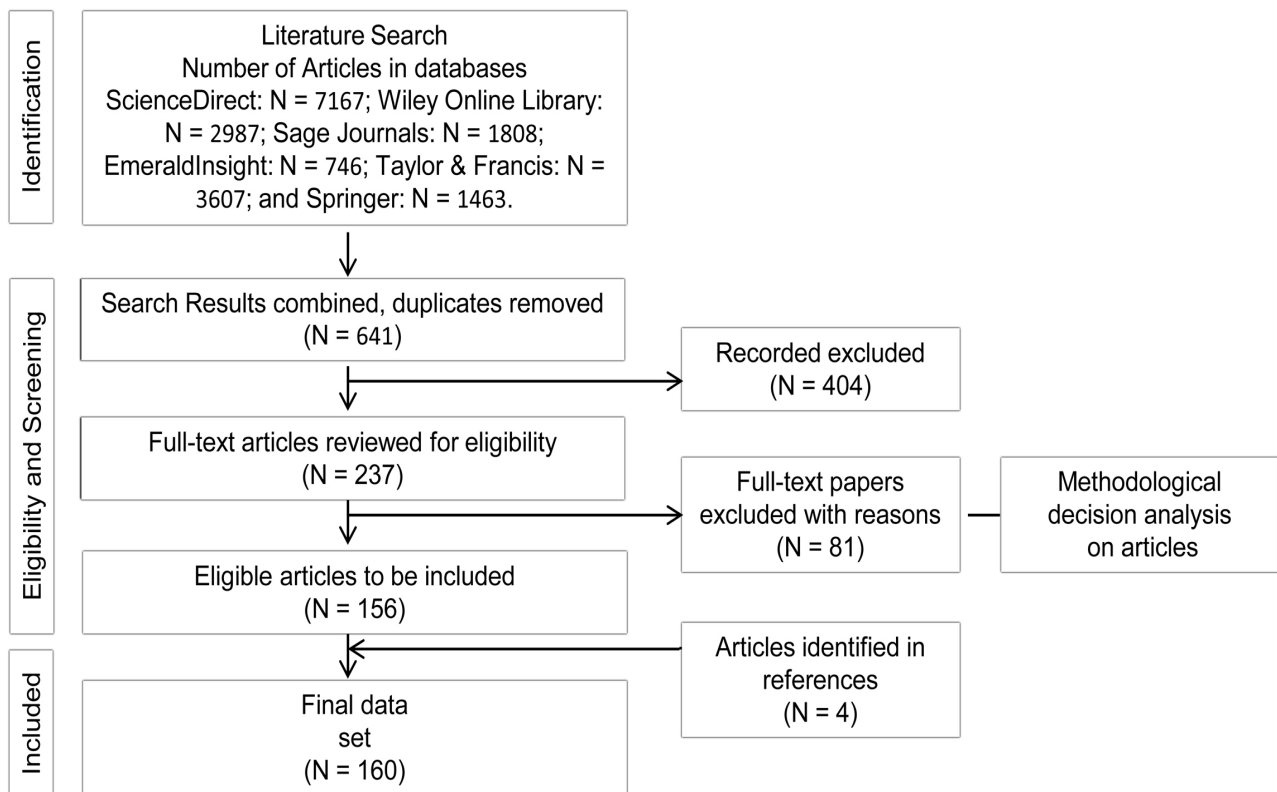 Identification
Literature Search
Number of Articles in databases
ScienceDirect: N = 7167; Wiley Online Library:
N = 2987; Sage Journals: N = 1808;
EmeraldInsight: N = 746; Taylor & Francis: N =
3607; and Springer: N = 1463.
Eligibility and Screening
Search Results combined, duplicates removed
(N = 641)
Recorded excluded
(N = 404)
Full-text articles reviewed for eligibility
(N = 237)
Full-text papers
excluded with reasons
(N = 81)
Methodological
decision analysis
on articles
Eligible articles to be included
(N = 156)
Articles identified in
references
(N = 4)
Included
Final data
set
(N = 160)